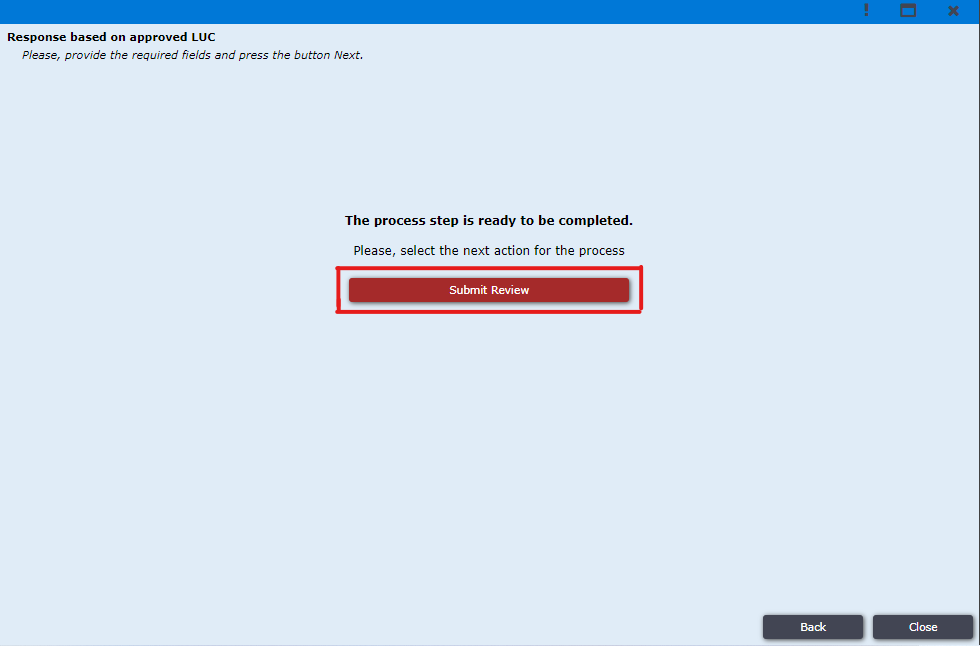 Response based on approved LUC
Please, provide the required fields and press the button Next.
The process step is ready to be completed.
Please, select the next action for the process
Submit Review
Back
Close